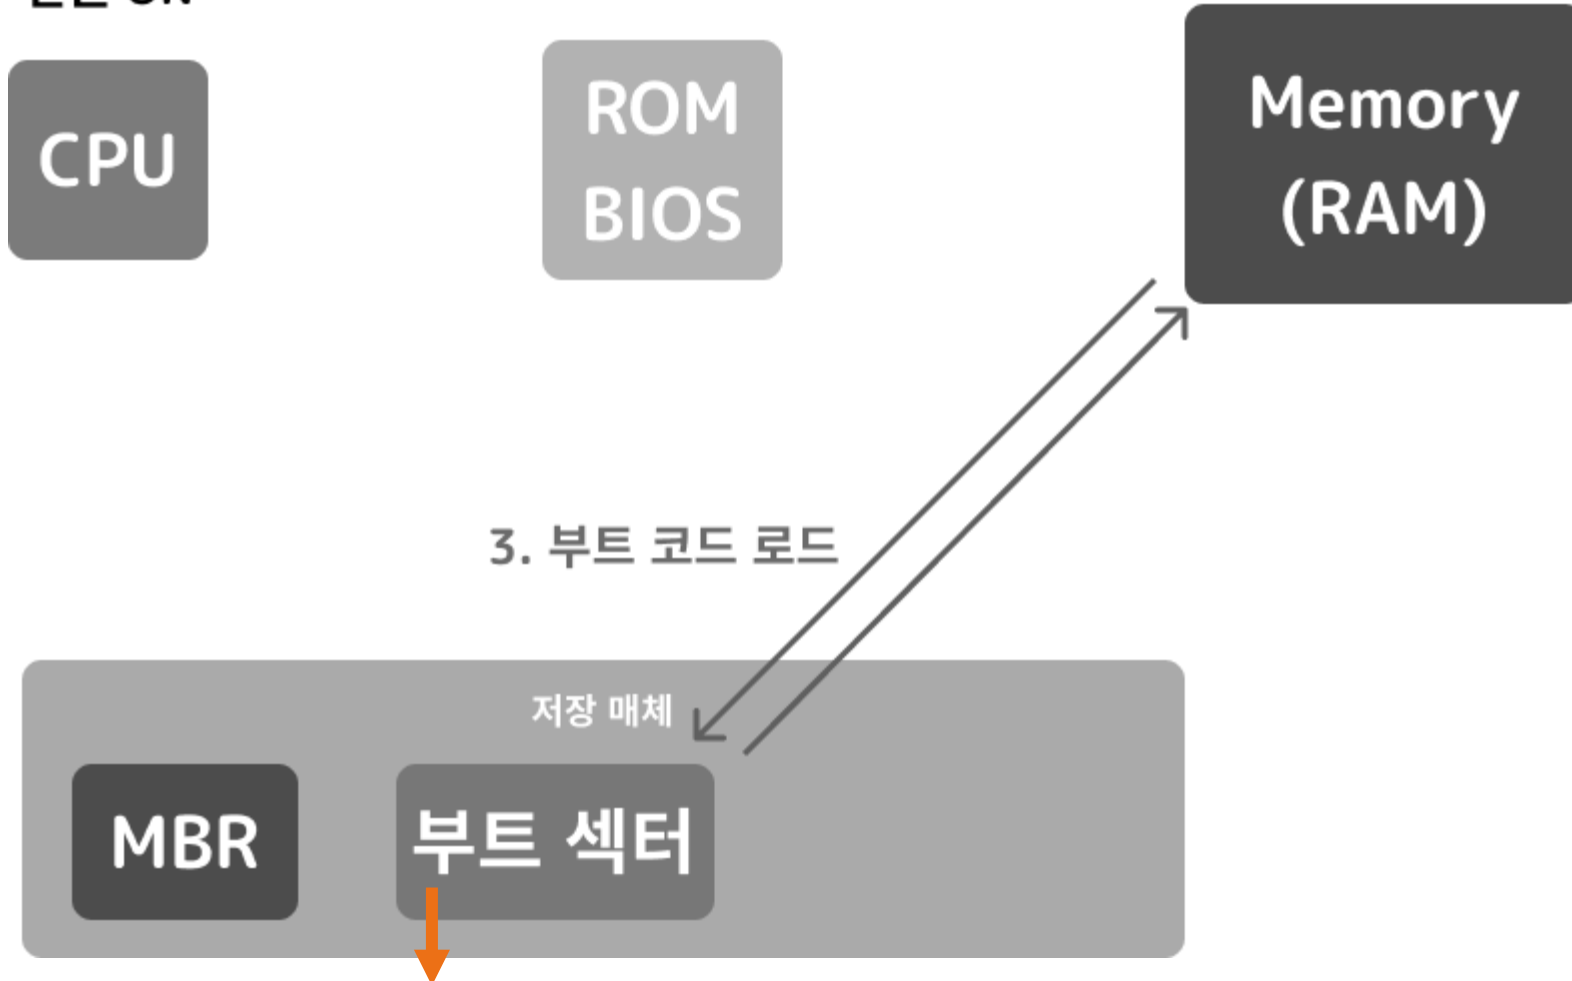 ON
CPU
ROM
BIOS
Memory
(RAM)
3. 부트 코드 로드
저장 매체
MBR
부트 섹터